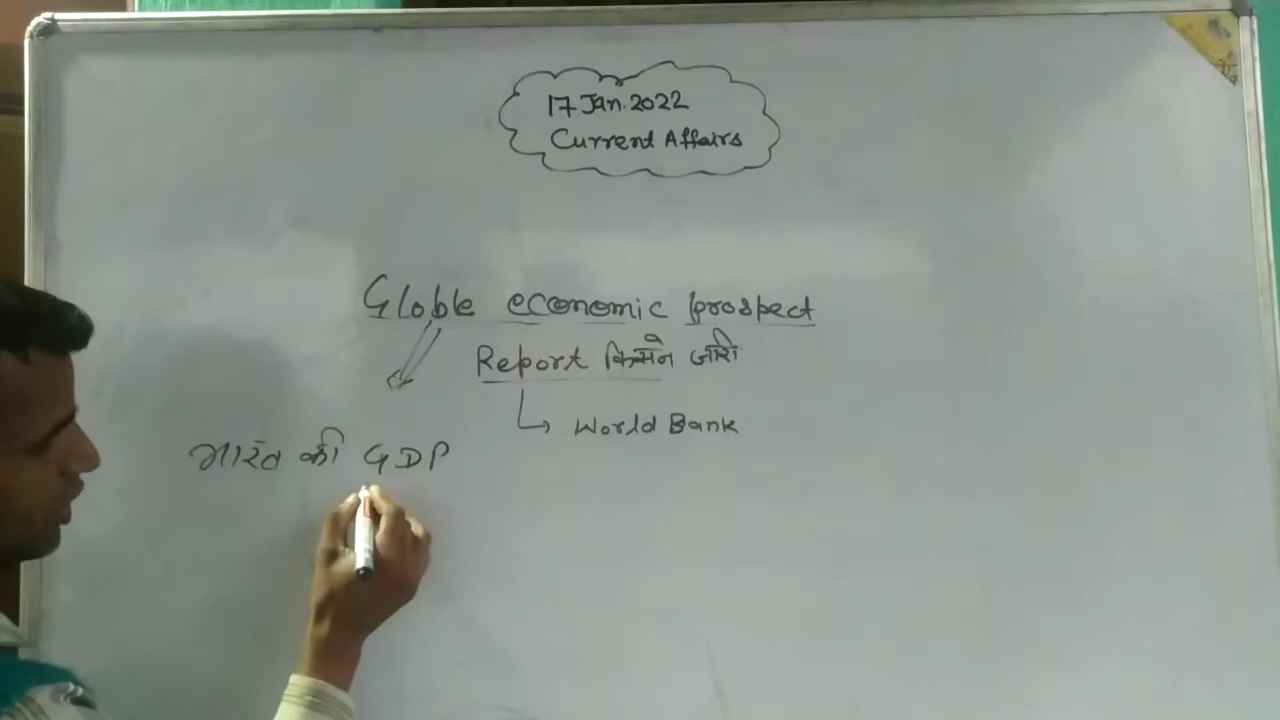 17 Jan. 2022
Current Affairs
Globle economic prospect
Report किसने जारी
World Bank
भारत की GDP